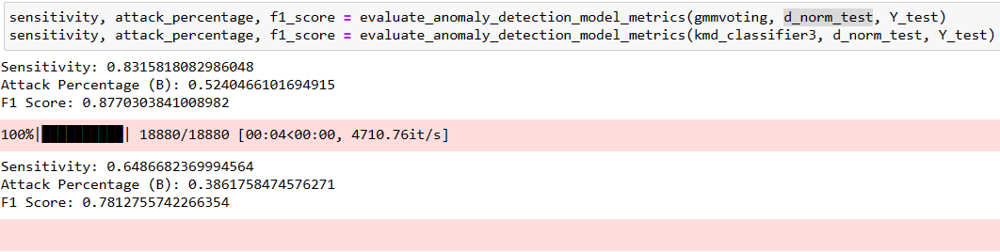 sensitivity, attack_percentage, f1_score = evaluate_anomaly_detection_model_metrics(gmmvoting, d_norm_test, Y_test)
sensitivity, attack_percentage, f1_score = evaluate_anomaly_detection_model_metrics(kmd_classifier3, d_norm_test, Y_test)
Sensitivity: 0.8315818082986048
Attack Percentage (B): 0.5240466101694915
F1 Score: 0.8770303841008982
100%|██████████| 18880/18880 [00:04<00:00, 4710.76it/s]
Sensitivity: 0.6486682369994564
Attack Percentage (B): 0.3861758474576271
F1 Score: 0.7812755742266354